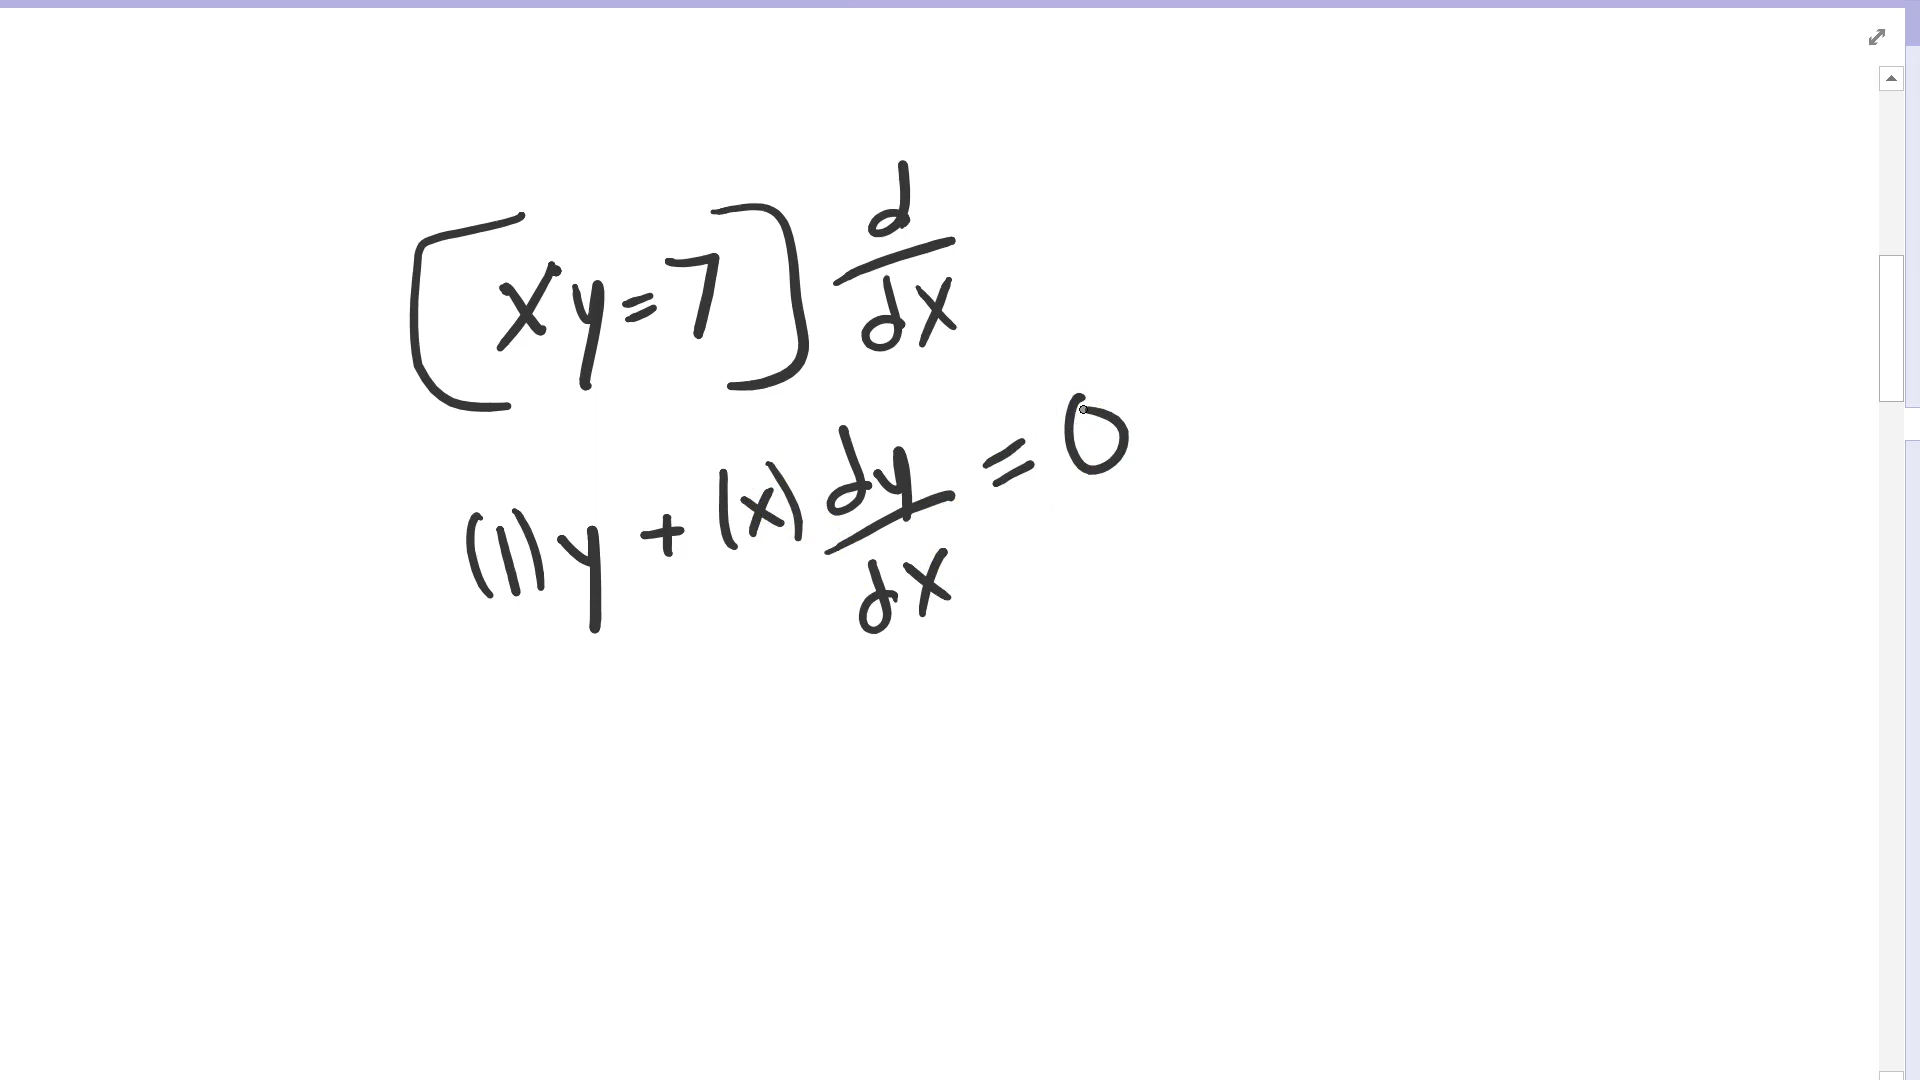 [xy=7] d/dx
(1)y + (x) dy/dx = 0